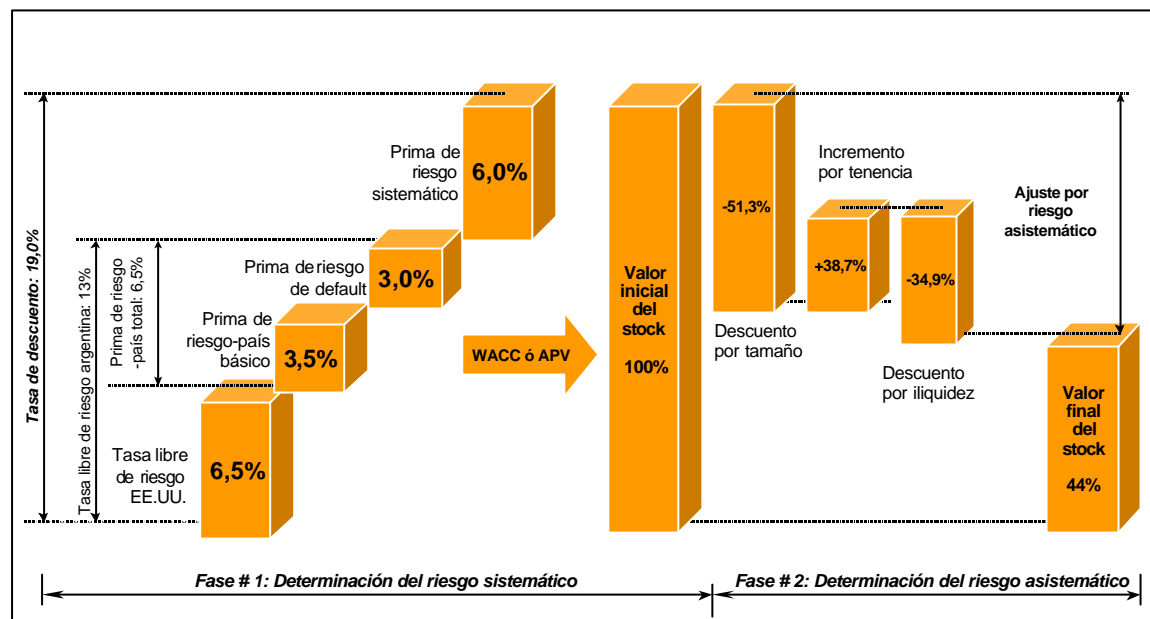 Tasa de descuento: 19,0%
Tasa libre de riesgo argentina: 13%
Prima de riesgo
-país total: 6,5%
Tasa libre
de riesgo
EE.UU.
6,5%
Prima de
riesgo-país
básico
3,5%
Prima de riesgo
de default
3,0%
Prima de
riesgo
sistemático
6,0%
WACC ó APV
Valor
inicial del
stock
100%
-51,3%
Descuento
por tamaño
Incremento
por tenencia
+38,7%
-34,9%
Descuento
por iliquidez
Ajuste por
riesgo
asistemático
Valor
final del
stock
44%
Fase # 1: Determinación del riesgo sistemático
Fase # 2: Determinación del riesgo asistemático